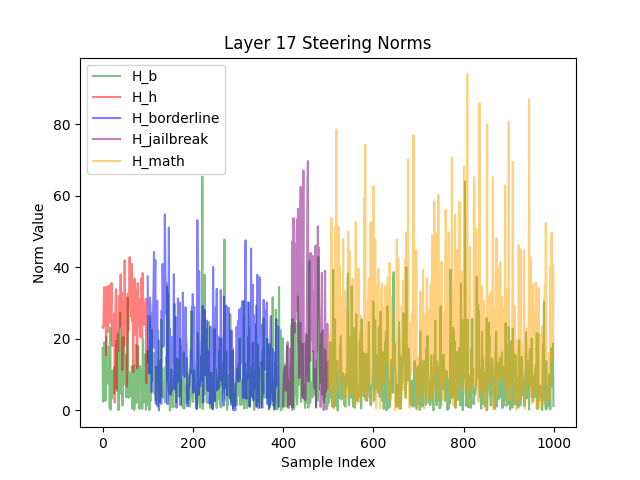 Layer 17 Steering Norms
H_b
H_h
H_borderline
H_jailbreak
H_math
Norm Value
80
60
40
20
0
0 200 400 600 800 1000
Sample Index